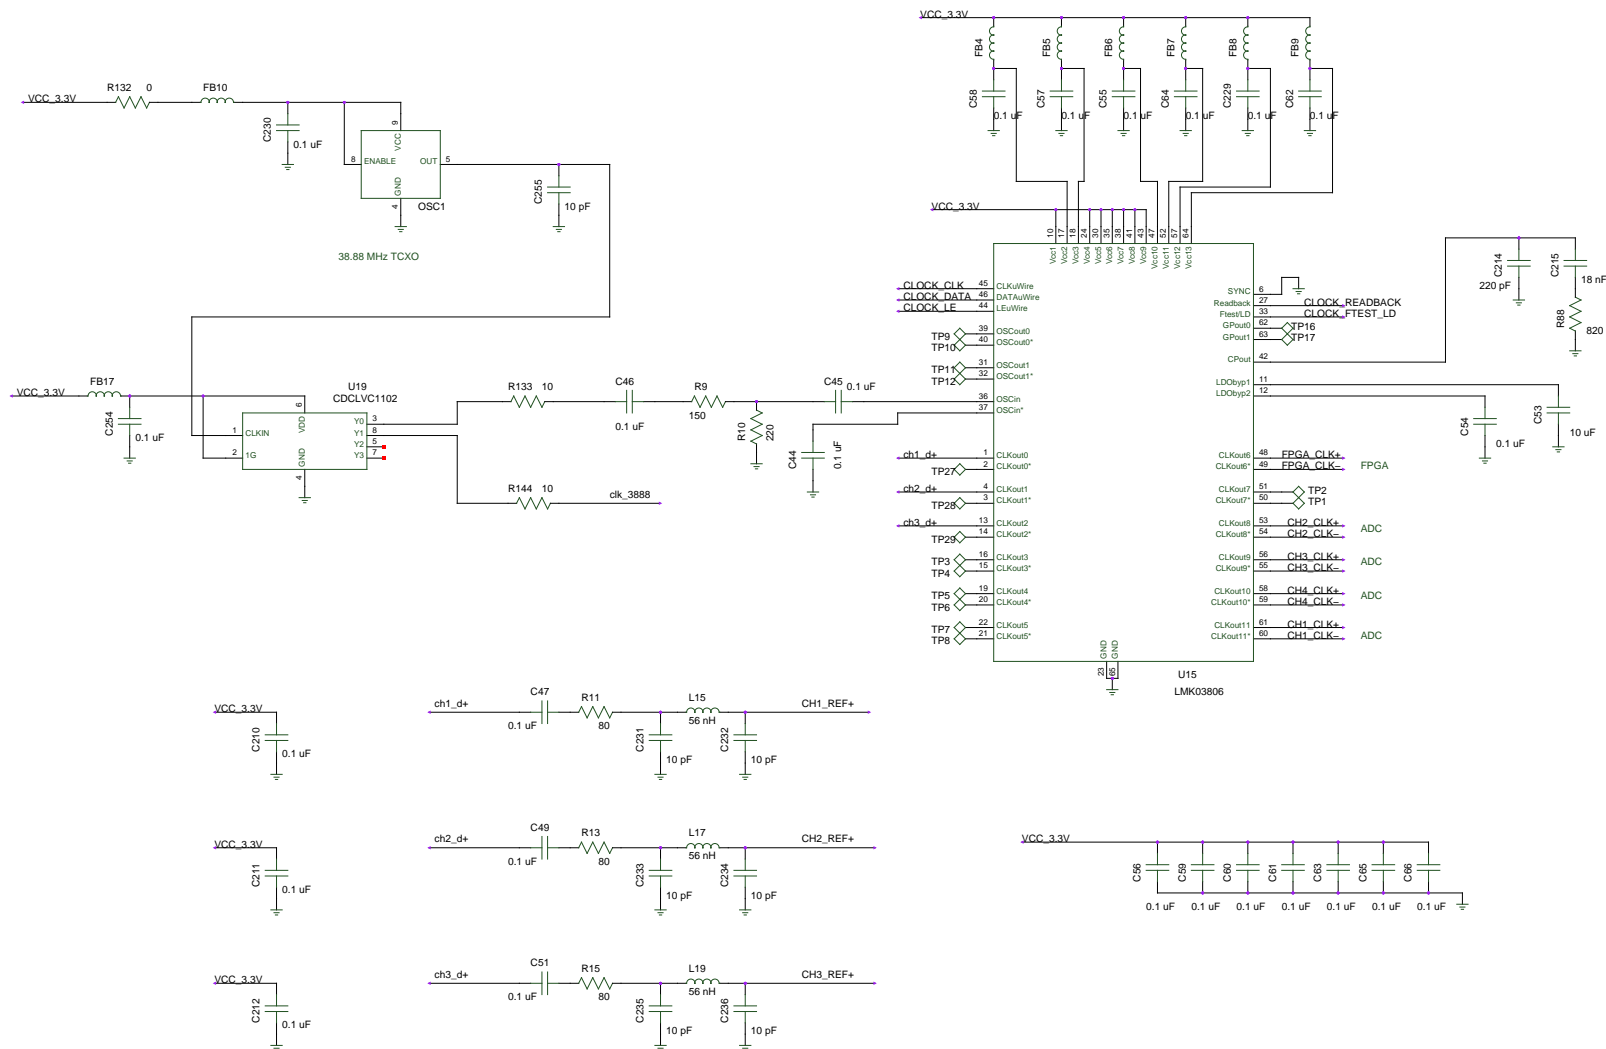 VCC_3.3V
FB4
FB5
FB6
FB7
FB8
FB9
C58
C57
C55
C64
C229
C62
0.1 uF
0.1 uF
0.1 uF
0.1 uF
0.1 uF
0.1 uF
R132 0
FB10
VCC_3.3V
C230
0.1 uF
9
VCC
8
ENABLE
OUT
5
GND
4
OSC1
C255
10 pF
38.88 MHz TCXO
VCC_3.3V
10
17
18
24
30
35
38
41
43
47
52
57
64
Vcc1
Vcc2
Vcc3
Vcc4
Vcc5
Vcc6
Vcc7
Vcc8
Vcc9
Vcc10
Vcc11
Vcc12
Vcc13
C214
220 pF
C215
18 nF
R88
820
CLOCK_CLK 45 CLKuWire
CLOCK_DATA 46 DATAuWire
CLOCK_LE 44 LEuWire
TP9 39 OSCout0
TP10 40 OSCout0*
TP11 31 OSCout1
TP12 32 OSCout1*
36 OSCin
37 OSCin*
SYNC 6
Readback 27 CLOCK_READBACK
Ftest/LD 33 CLOCK_FTEST_LD
GPout0 62 TP16
GPout1 63 TP17
CPout 42
LDObyp1 11
LDObyp2 12
C54
0.1 uF
C53
10 uF
VCC_3.3V
FB17
C254
0.1 uF
U19
CDCLVC1102
6
VDD
1 CLKIN
2 1G
GND
4
Y0 3
Y1 8
Y2 5
Y3 7
R133 10
C46
0.1 uF
R9
150
R10
220
C45 0.1 uF
C44
0.1 uF
R144 10
clk_3888
ch1_d+ 1 CLKout0
TP27 2 CLKout0*
ch2_d+ 4 CLKout1
TP28 3 CLKout1*
ch3_d+ 13 CLKout2
TP29 14 CLKout2*
TP3 16 CLKout3
TP4 15 CLKout3*
TP5 19 CLKout4
TP6 20 CLKout4*
TP7 22 CLKout5
TP8 21 CLKout5*
CLKout6 48 FPGA_CLK+
CLKout6* 49 FPGA_CLK−
FPGA
CLKout7 51 TP2
CLKout7* 50 TP1
CLKout8 53 CH2_CLK+
CLKout8* 54 CH2_CLK−
ADC
CLKout9 56 CH3_CLK+
CLKout9* 55 CH3_CLK−
ADC
CLKout10 58 CH4_CLK+
CLKout10* 59 CH4_CLK−
ADC
CLKout11 61 CH1_CLK+
CLKout11* 60 CH1_CLK−
ADC
GND
GND
23
65
U15
LMK03806
VCC_3.3V
C210
0.1 uF
ch1_d+
C47
0.1 uF
R11
80
C231
10 pF
L15
56 nH
C232
10 pF
CH1_REF+
VCC_3.3V
C211
0.1 uF
ch2_d+
C49
0.1 uF
R13
80
C233
10 pF
L17
56 nH
C234
10 pF
CH2_REF+
VCC_3.3V
C56
C59
C60
C61
C63
C65
C66
0.1 uF
0.1 uF
0.1 uF
0.1 uF
0.1 uF
0.1 uF
0.1 uF
VCC_3.3V
C212
0.1 uF
ch3_d+
C51
0.1 uF
R15
80
C235
10 pF
L19
56 nH
C236
10 pF
CH3_REF+